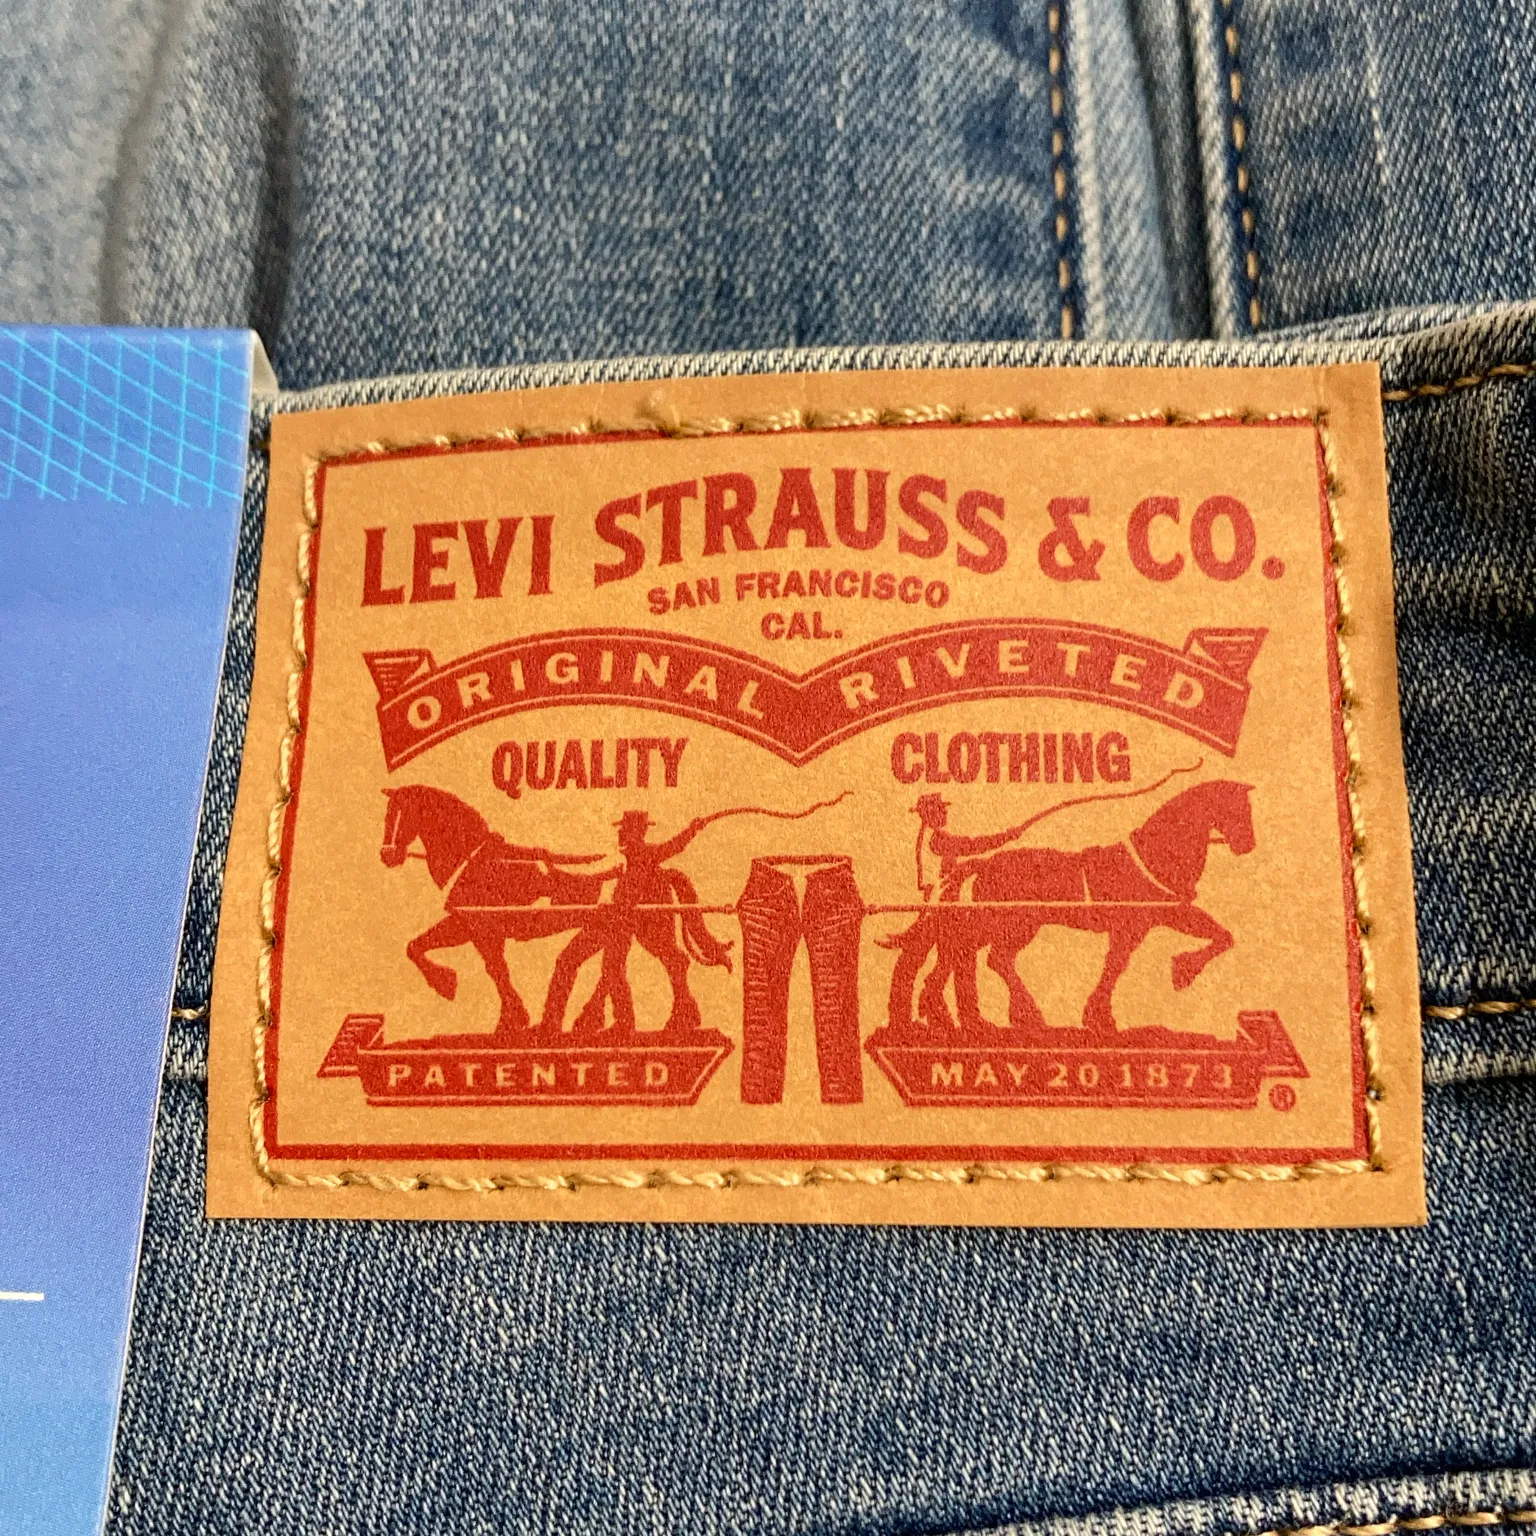 LEVI STRAUSS & CO.
SAN FRANCISCO
CAL.
ORIGINAL RIVETED
QUALITY CLOTHING
PATENTED MAY 20 1873 ®